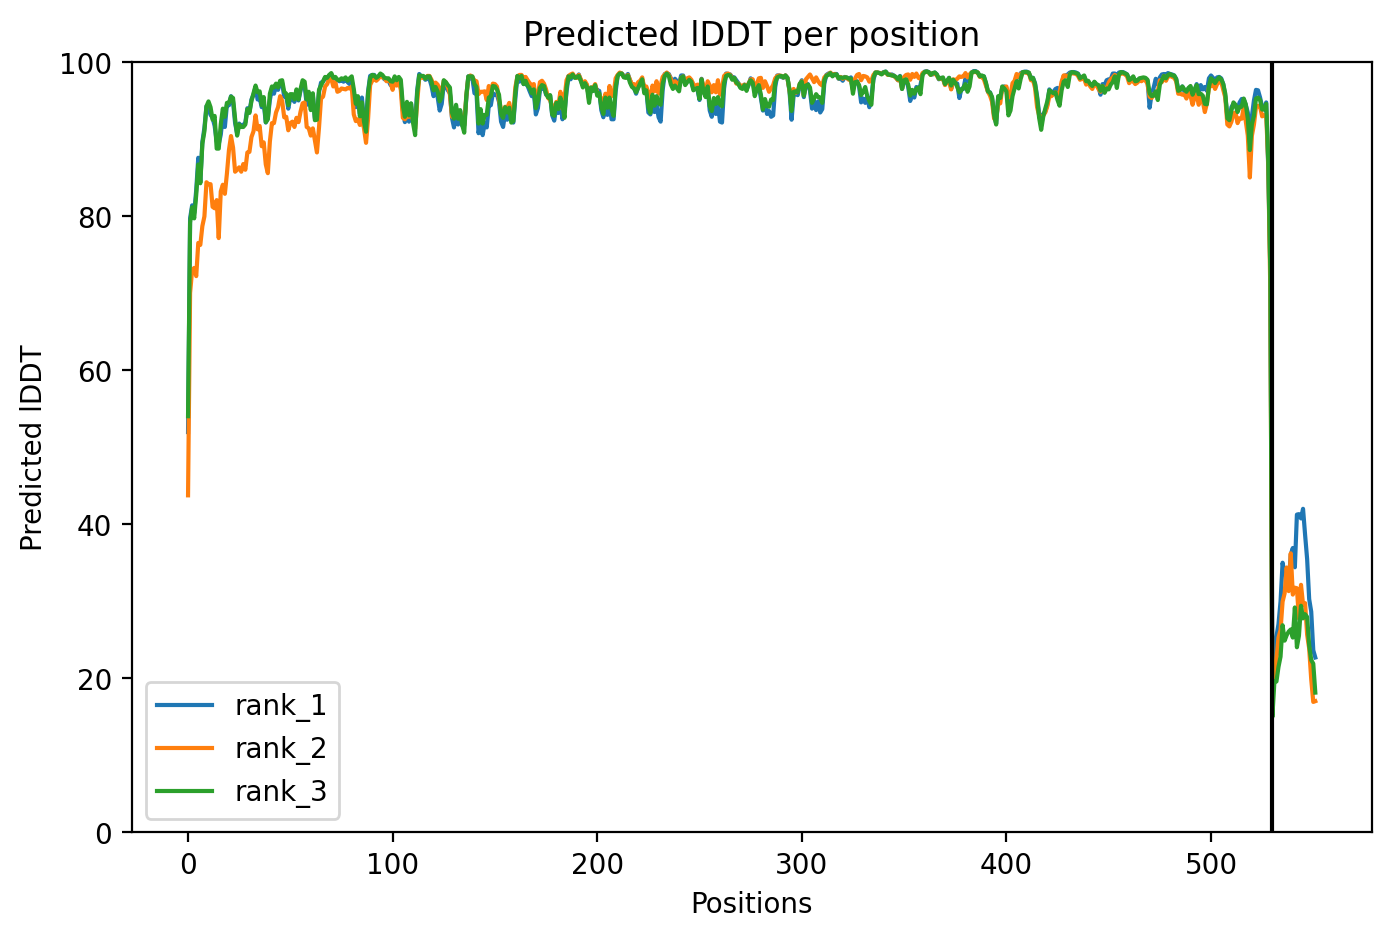 Predicted lDDT per position
Predicted lDDT
100
80
60
40
20
0
rank_1
rank_2
rank_3
0 100 200 300 400 500
Positions